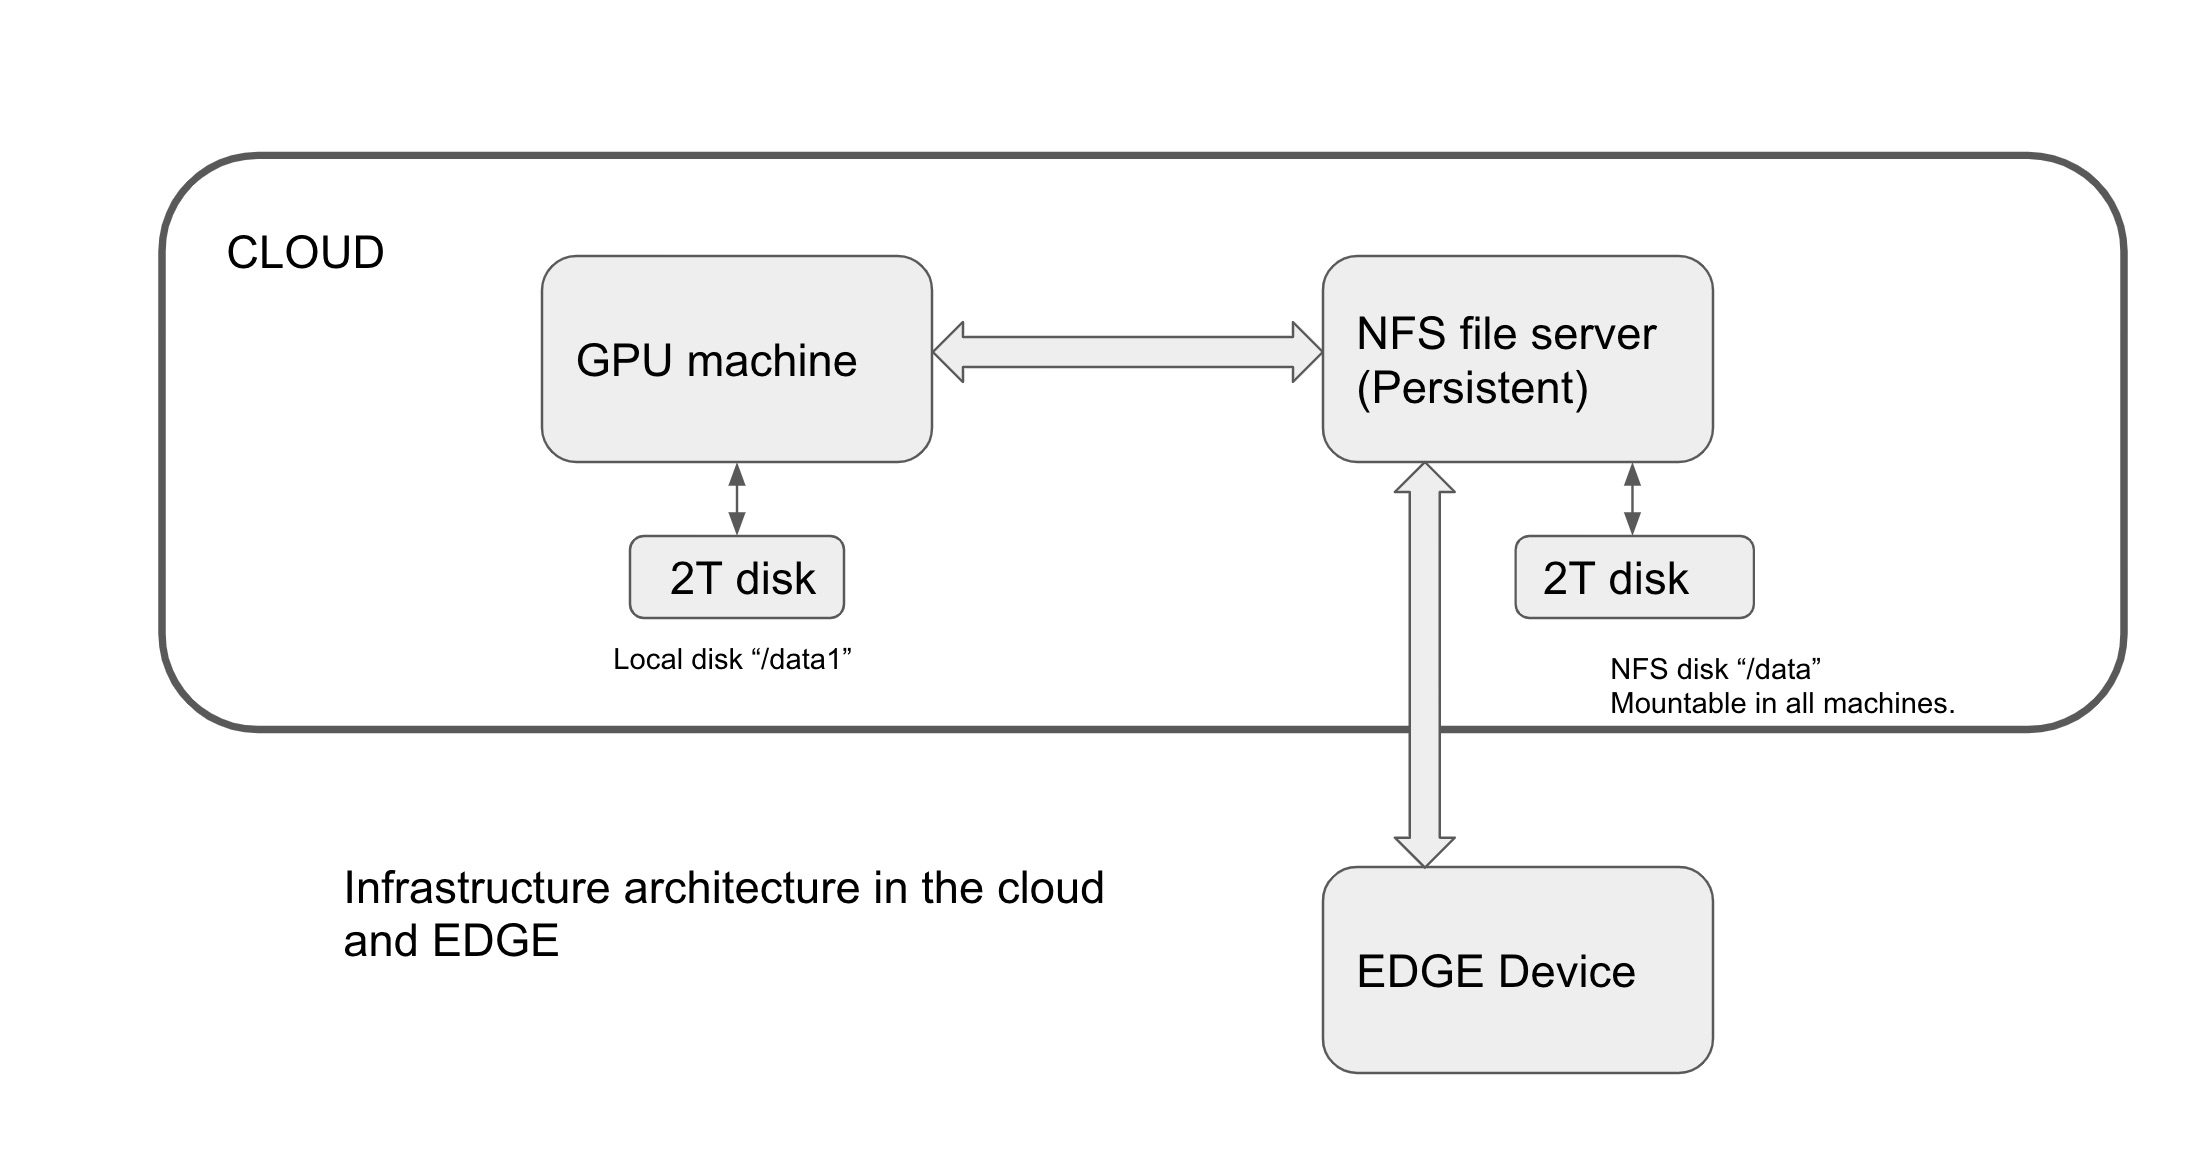 CLOUD
GPU machine
NFS file server
(Persistent)
2T disk
2T disk
Local disk “/data1”
NFS disk “/data”
Mountable in all machines.
Infrastructure architecture in the cloud
and EDGE
EDGE Device